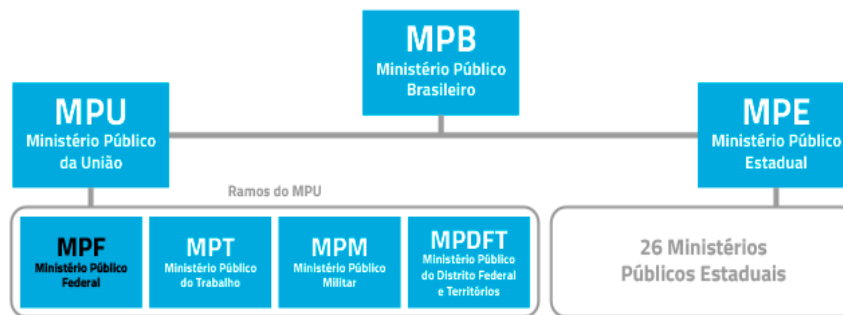 MPB
Ministério Público
Brasileiro
MPU
Ministério Público
da União
MPE
Ministério Público
Estadual
Ramos do MPU
MPF
Ministério Público
Federal
MPT
Ministério Público
do Trabalho
MPM
Ministério Público
Militar
MPDFT
Ministério Público
do Distrito Federal
e Territórios
26 Ministérios
Públicos Estaduais